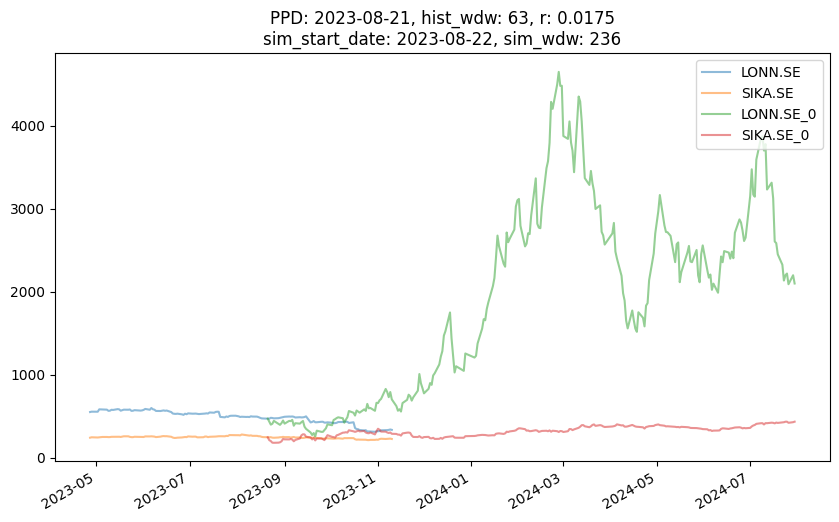 PPD: 2023-08-21, hist_wdw: 63, r: 0.0175
sim_start_date: 2023-08-22, sim_wdw: 236
LONN.SE
SIKA.SE
LONN.SE_0
SIKA.SE_0
4000
3000
2000
1000
0
2023-05
2023-07
2023-09
2023-11
2024-01
2024-03
2024-05
2024-07